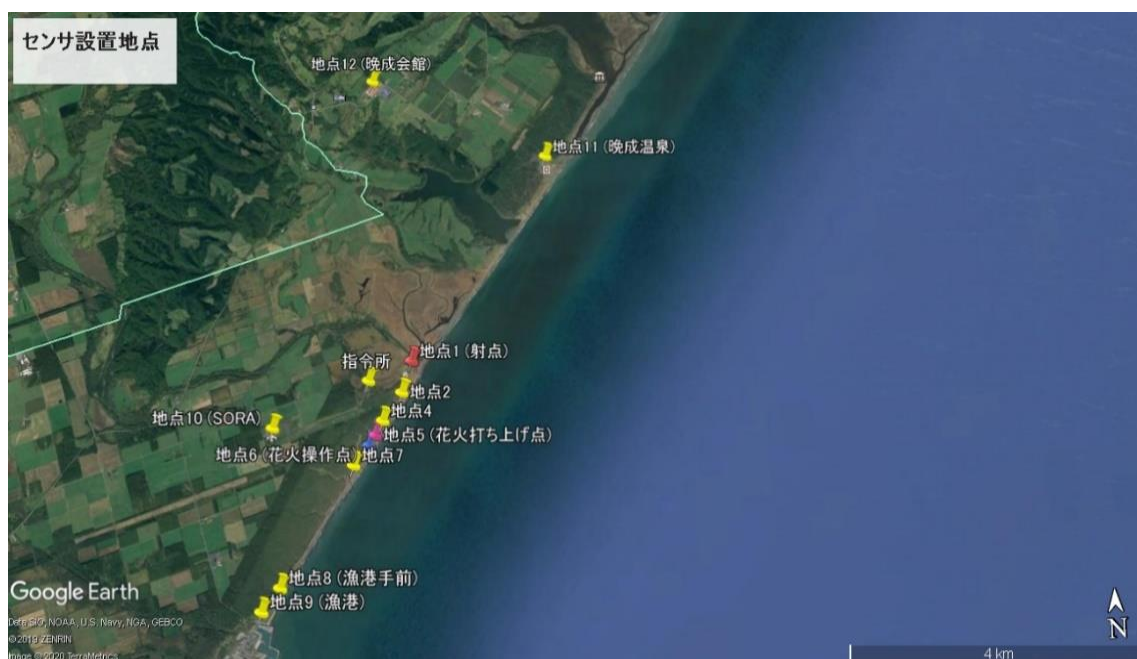 センサ設置地点
地点12 (晩成会館)
地点11 (晩成温泉)
地点1 (射点)
指令所
地点2
地点4
地点10 (SORA)
地点5 (花火打ち上げ点)
地点6 (花火操作点)
地点7
地点8 (漁港手前)
地点9 (漁港)
Google Earth
Data SIO, NOAA, U.S. Navy, NGA, GEBCO
© 2019 ZENRIN
Image © 2020 TerraMetrics
N
4 km